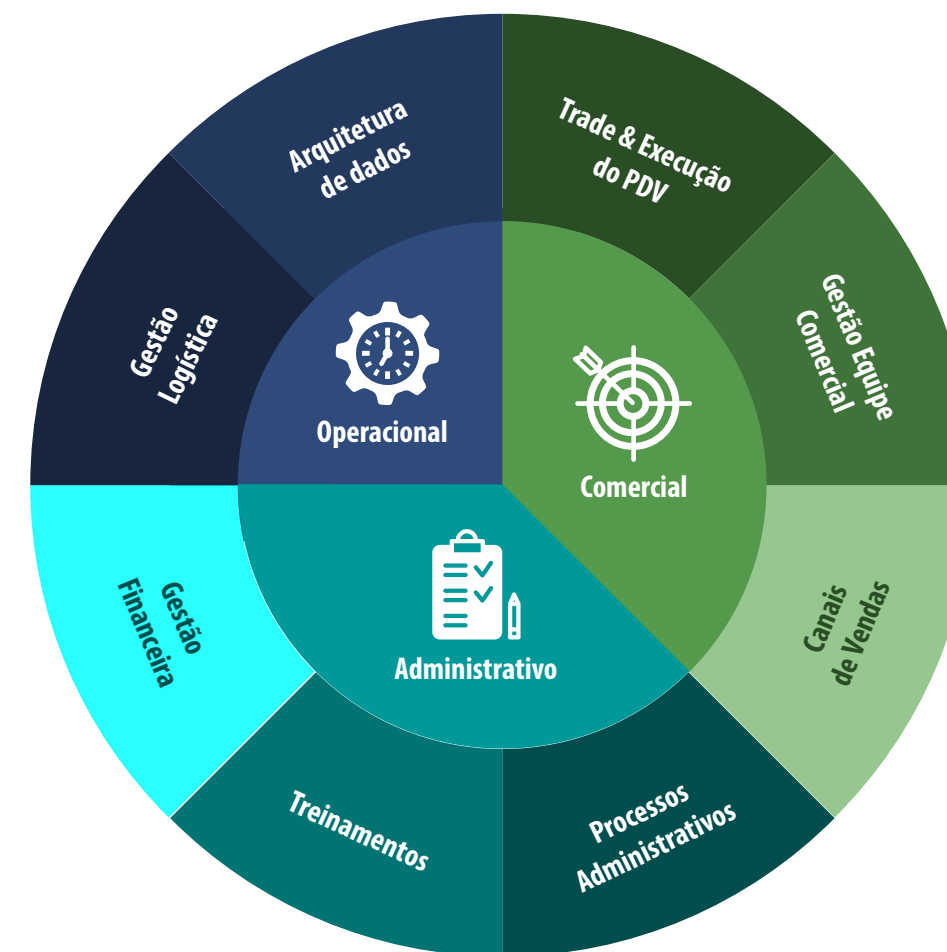 Arquitetura
de dados
Trade & Execução
do PDV
Gestão
Logística
Gestão Equipe
Comercial
Operacional
Comercial
Gestão
Financeira
Canais
de Vendas
Administrativo
Treinamentos
Processos
Administrativos